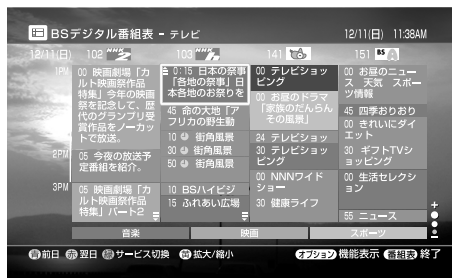 BSデジタル番組表 - テレビ 12/11(日) 11:38AM
12/11(日) 102 103 141 151
1PM
00 映画劇場「カ
ルト映画祭作品
特集」今年の映画
祭を記念して、歴
代のグランプリ受
賞作品をノーカッ
トで放送。
2PM
05 今夜の放送予
定番組を紹介。
3PM
05 映画劇場「カ
ルト映画祭作品
特集」パート2
0:15 日本の祭事
「各地の祭事」日
本各地のお祭りを
45 命の大地「ア
フリカの野生動
10 街角風景
30 街角風景
50 街角風景
10 BSハイビジ
15 ふれあい広場
00 テレビショッ
ピング
00 お昼のドラマ
「家族のだんらん
その風景」
24 テレビショッ
30 テレビショッ
ピング
00 NNNワイド
ショー
30 健康ライフ
00 お昼のニュー
ス 天気 スポー
ツ情報
45 四季おりおり
00 きれいにダイ
エット
30 ギフトTVシ
ョッピング
00 生活セレクシ
ョン
55 ニュース
音楽 映画 スポーツ
青 前日 赤 翌日 緑 サービス切換 黄 拡大/縮小 オプション 機能表示 番組表 終了